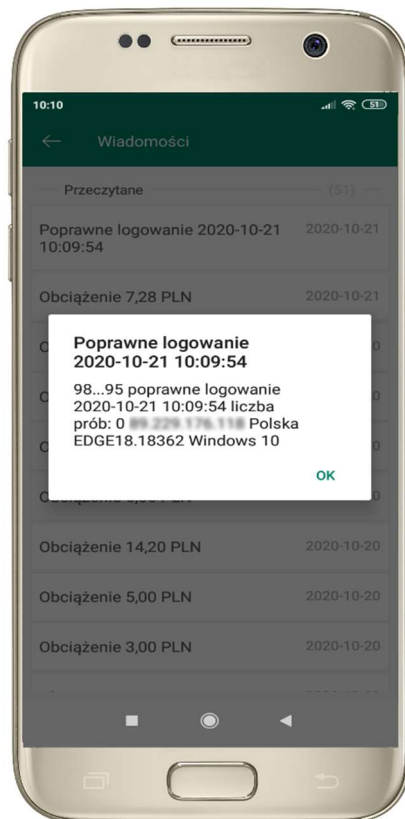 10:10
51
Wiadomości
Przeczytane (51)
Poprawne logowanie 2020-10-21 2020-10-21
10:09:54
Obciążenie 7,28 PLN 2020-10-21
Poprawne logowanie
2020-10-21 10:09:54
98...95 poprawne logowanie
2020-10-21 10:09:54 liczba
prób: 0 Polska
EDGE18.18362 Windows 10
OK
Obciążenie 14,20 PLN 2020-10-20
Obciążenie 5,00 PLN 2020-10-20
Obciążenie 3,00 PLN 2020-10-20